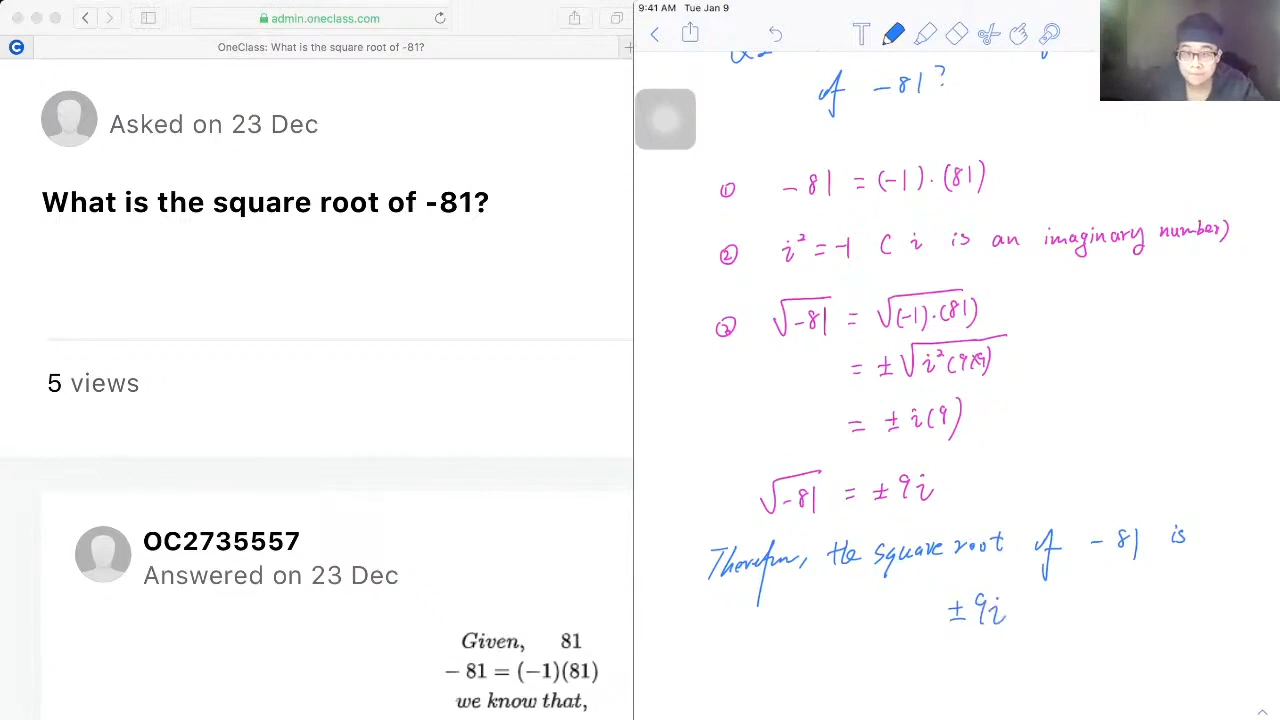 admin.oneclass.com
OneClass: What is the square root of -81?
Asked on 23 Dec
What is the square root of -81?
5 views
OC2735557
Answered on 23 Dec
Given, 81
− 81 = (−1)(81)
we know that,
9:41 AM Tue Jan 9
of -81?
① -81 = (-1)·(81)
② i² = -1 ( i is an imaginary number)
③ √-81 = √(-1)·(81)
= ±√i²(9×9)
= ± i(9)
√-81 = ±9i
Therefore, the square root of -81 is
±9i